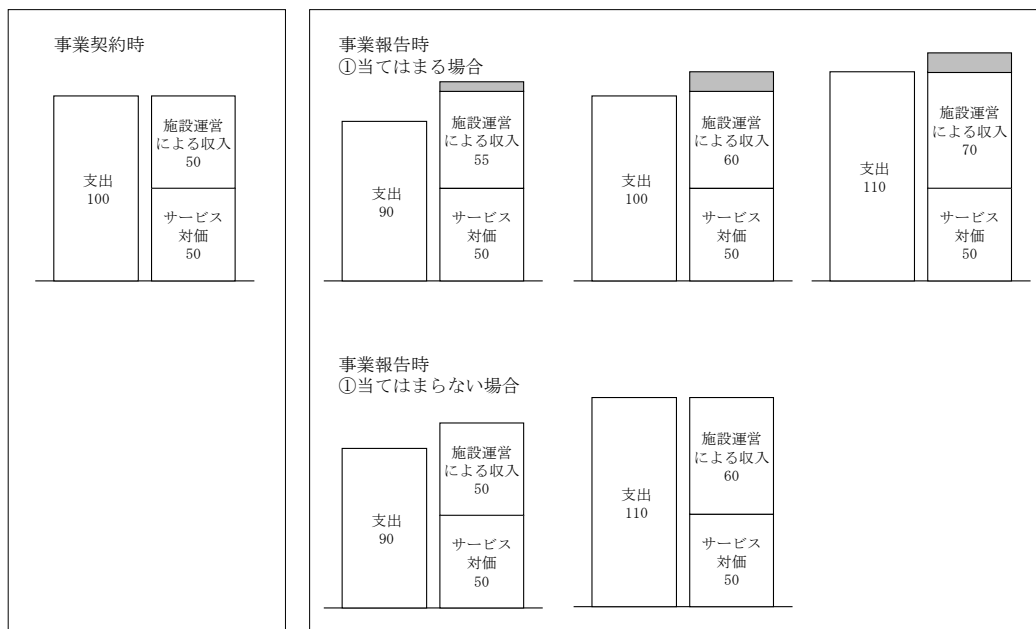 事業契約時
支出
100
施設運営
による収入
50
サービス
対価
50
事業報告時
①当てはまる場合
支出
90
施設運営
による収入
55
サービス
対価
50
支出
100
施設運営
による収入
60
サービス
対価
50
支出
110
施設運営
による収入
70
サービス
対価
50
事業報告時
①当てはまらない場合
支出
90
施設運営
による収入
50
サービス
対価
50
支出
110
施設運営
による収入
60
サービス
対価
50